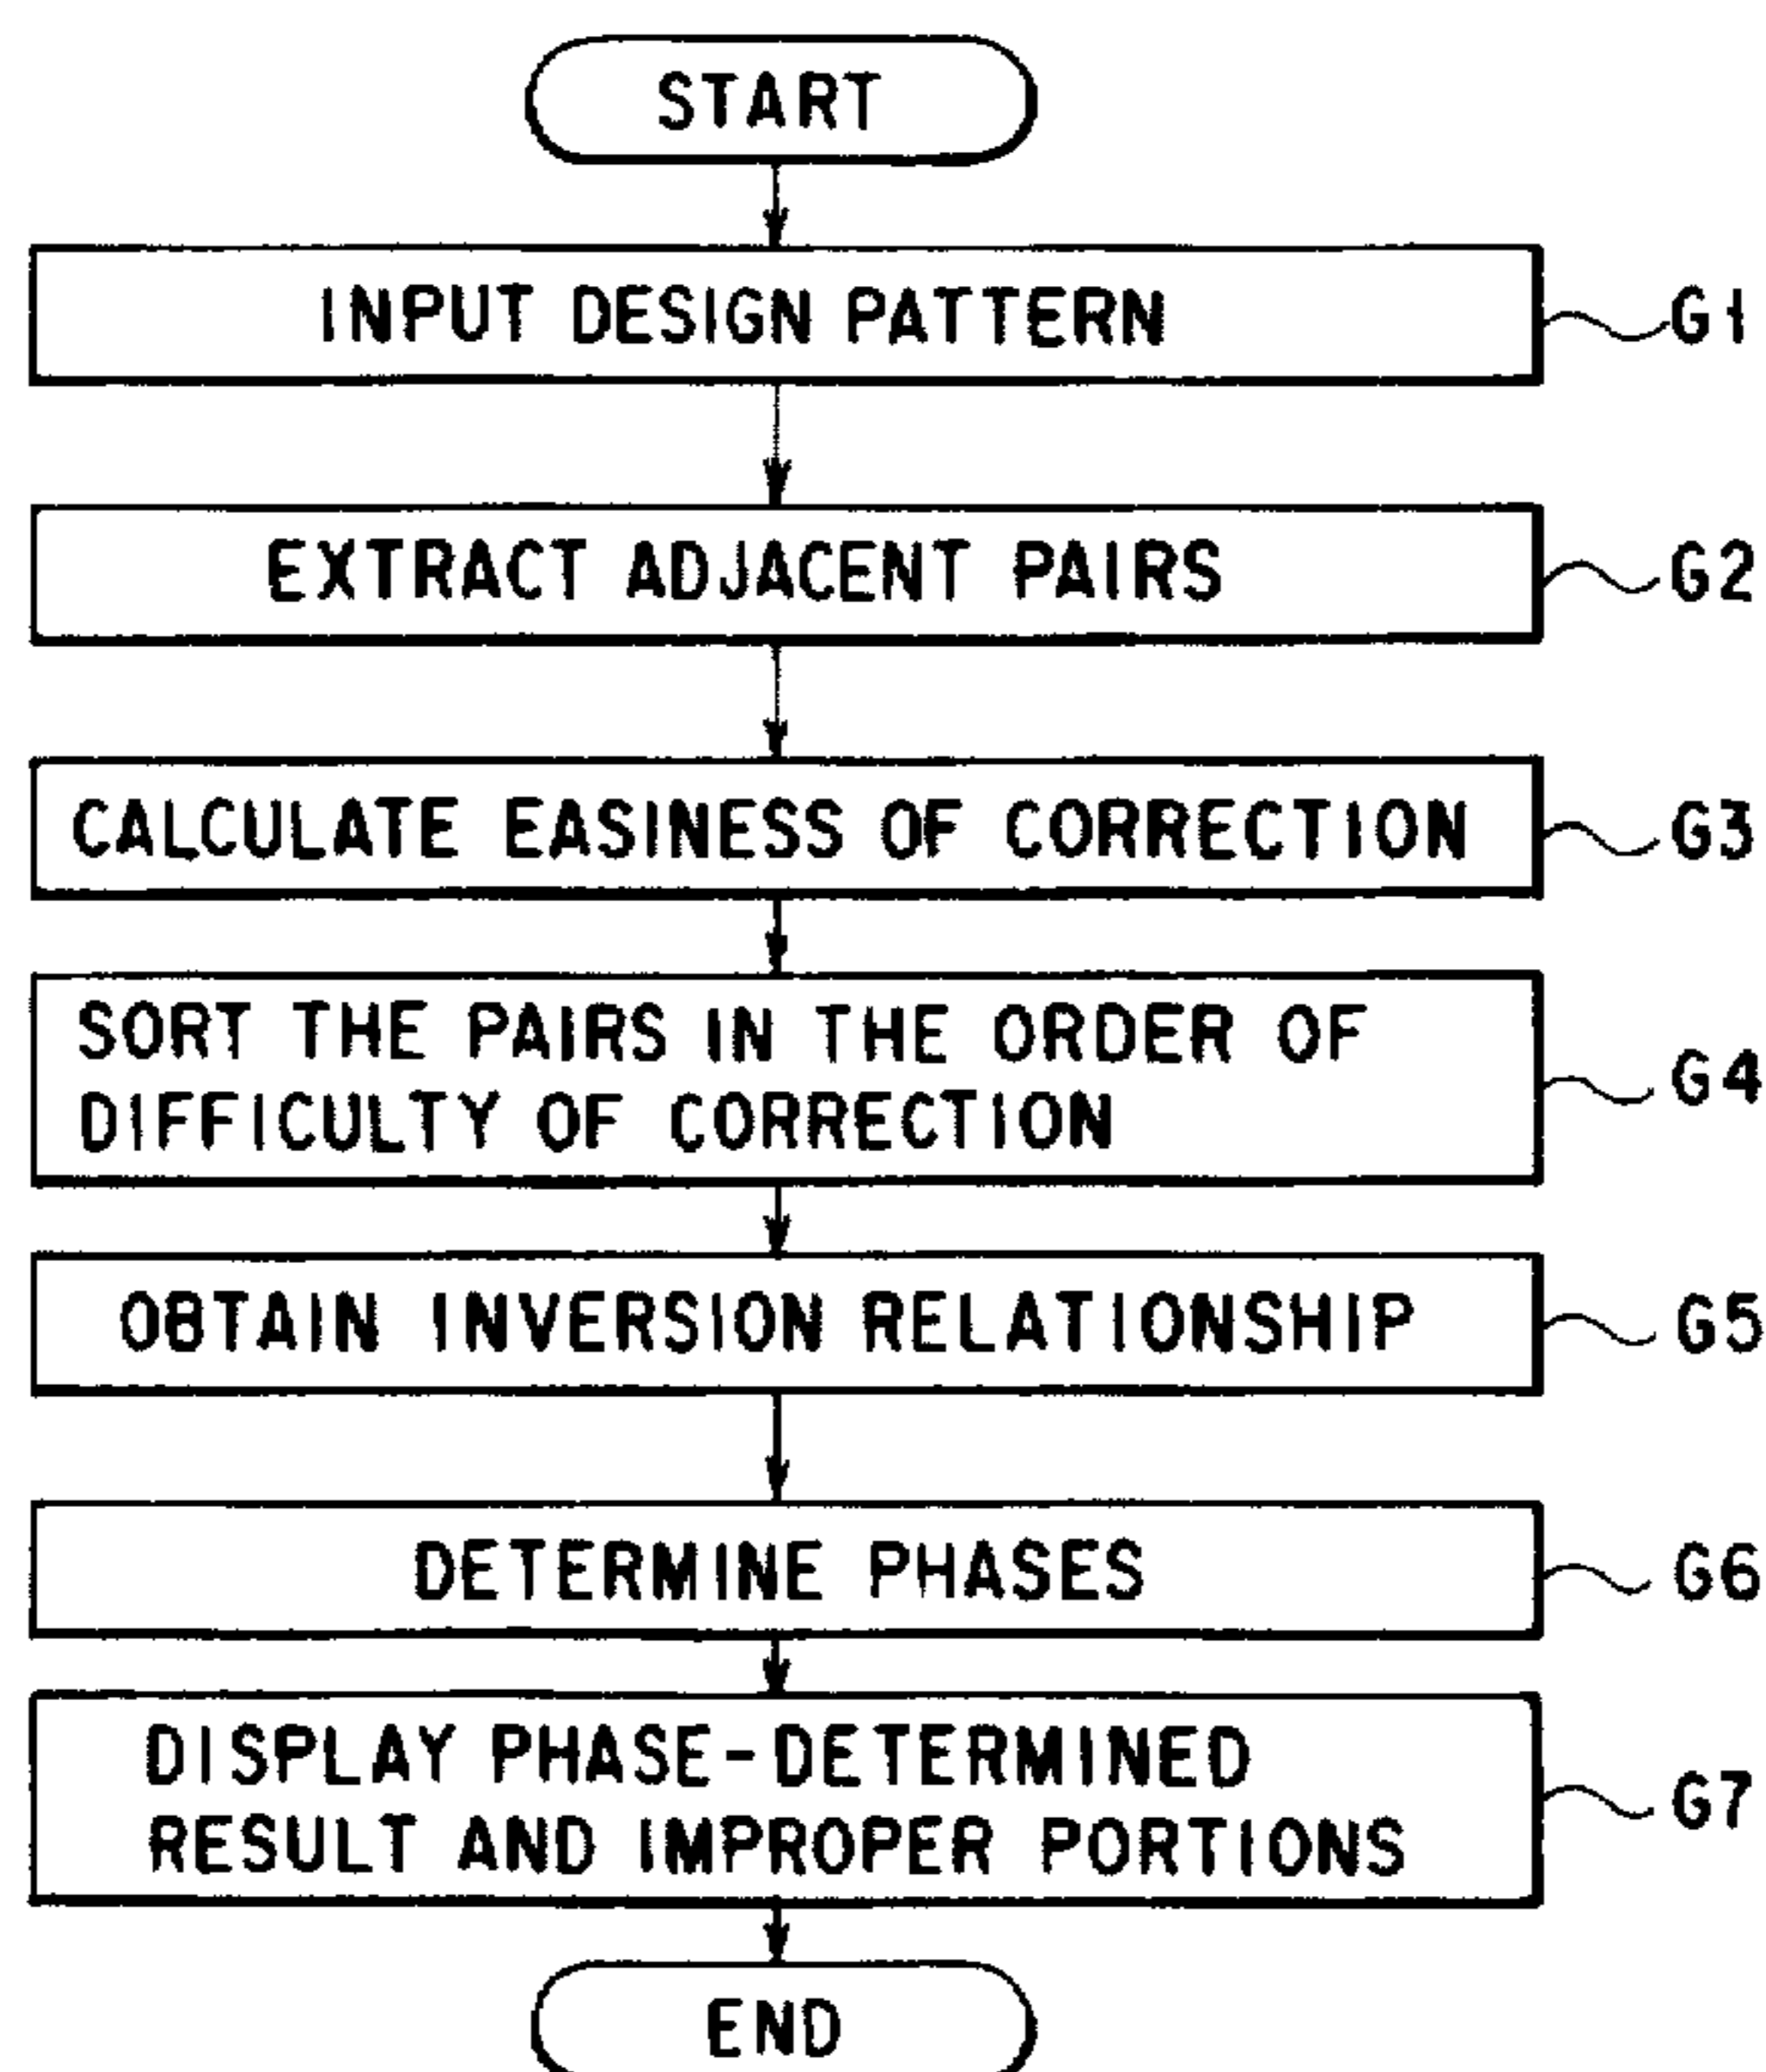 START
INPUT DESIGN PATTERN
G1
EXTRACT ADJACENT PAIRS
G2
CALCULATE EASINESS OF CORRECTION
G3
SORT THE PAIRS IN THE ORDER OF
DIFFICULTY OF CORRECTION
G4
OBTAIN INVERSION RELATIONSHIP
G5
DETERMINE PHASES
G6
DISPLAY PHASE-DETERMINED
RESULT AND IMPROPER PORTIONS
G7
END